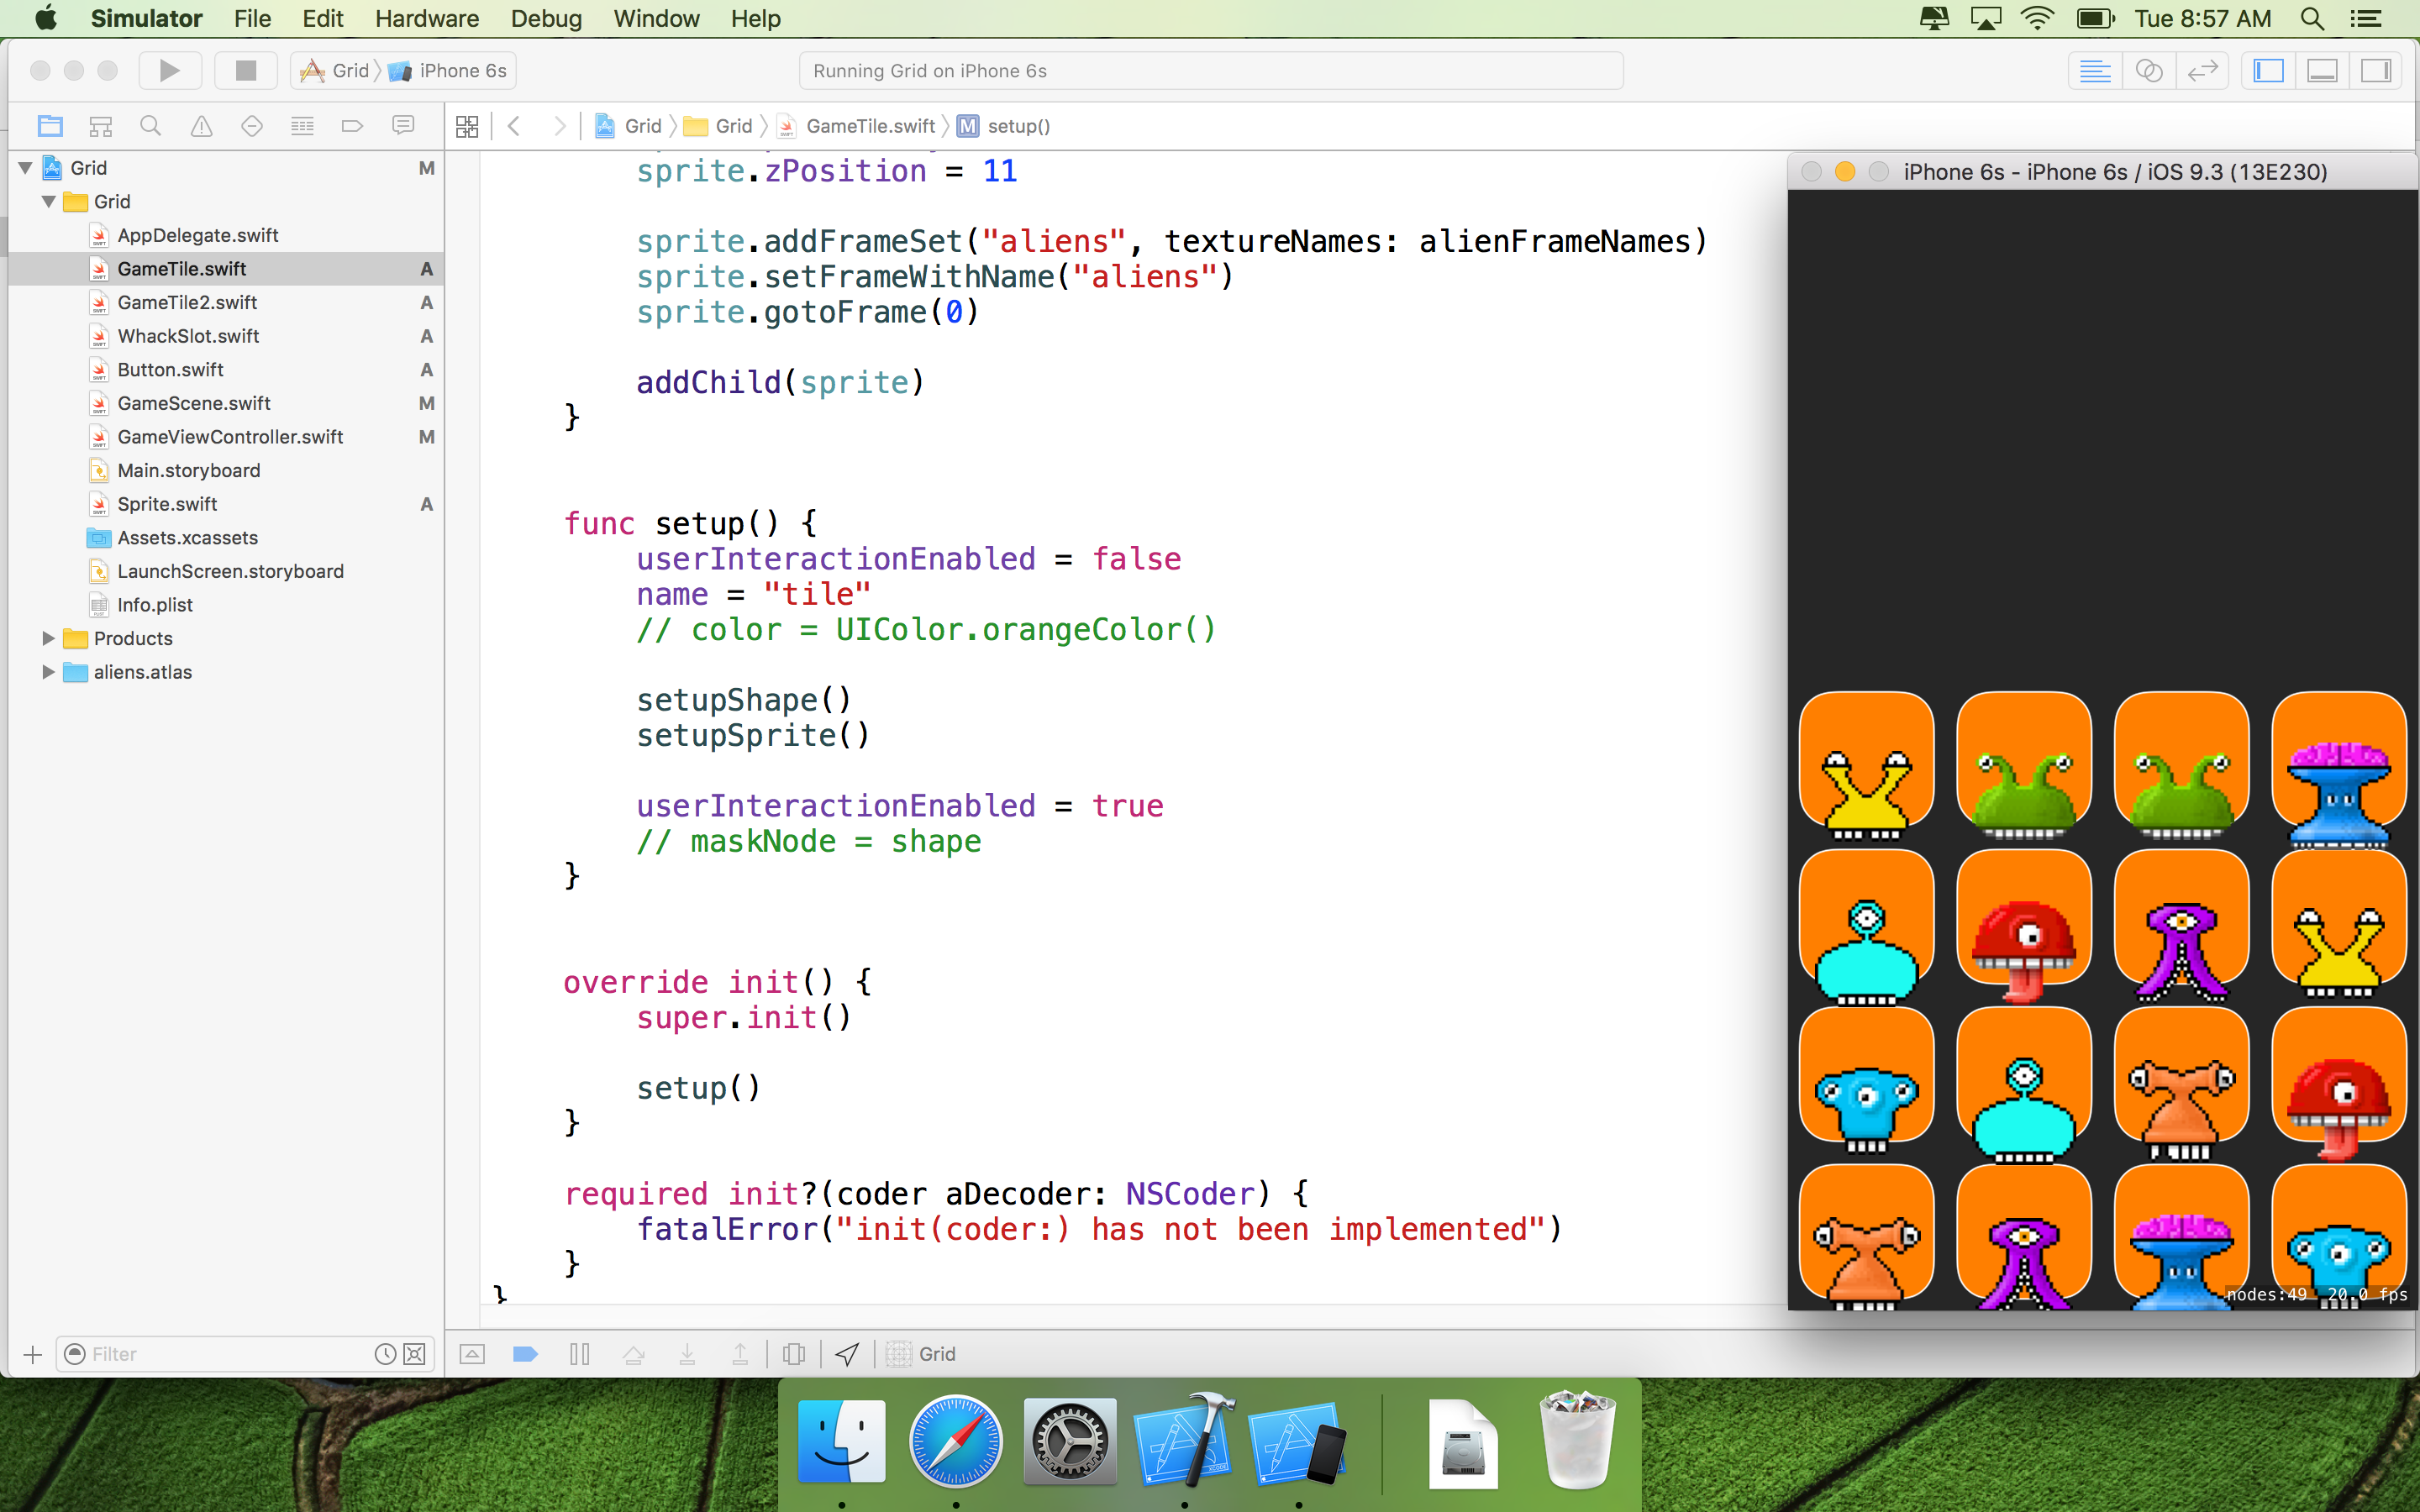 Simulator File Edit Hardware Debug Window Help Tue 8:57 AM
Grid iPhone 6s Running Grid on iPhone 6s
Grid Grid GameTile.swift M setup()
Grid M
Grid
AppDelegate.swift
GameTile.swift A
GameTile2.swift A
WhackSlot.swift A
Button.swift A
GameScene.swift M
GameViewController.swift M
Main.storyboard
Sprite.swift A
Assets.xcassets
LaunchScreen.storyboard
Info.plist
Products
aliens.atlas
Filter
sprite.zPosition = 11
sprite.addFrameSet("aliens", textureNames: alienFrameNames)
sprite.setFrameWithName("aliens")
sprite.gotoFrame(0)
addChild(sprite)
}
func setup() {
userInteractionEnabled = false
name = "tile"
// color = UIColor.orangeColor()
setupShape()
setupSprite()
userInteractionEnabled = true
// maskNode = shape
}
override init() {
super.init()
setup()
}
required init?(coder aDecoder: NSCoder) {
fatalError("init(coder:) has not been implemented")
}
}
Grid
iPhone 6s - iPhone 6s / iOS 9.3 (13E230)
nodes:49 20.0 fps